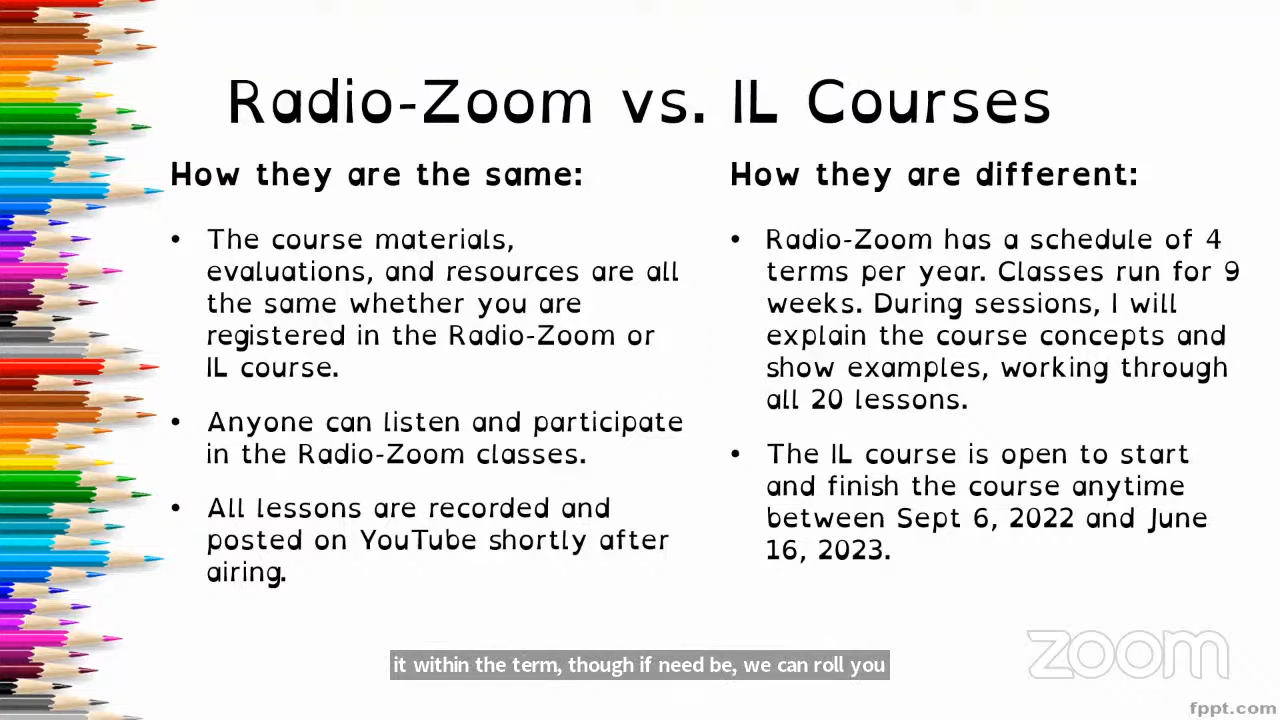 Radio-Zoom vs. IL Courses
How they are the same:
• The course materials,
evaluations, and resources are all
the same whether you are
registered in the Radio-Zoom or
IL course.
• Anyone can listen and participate
in the Radio-Zoom classes.
• All lessons are recorded and
posted on YouTube shortly after
airing.
How they are different:
• Radio-Zoom has a schedule of 4
terms per year. Classes run for 9
weeks. During sessions, I will
explain the course concepts and
show examples, working through
all 20 lessons.
• The IL course is open to start
and finish the course anytime
between Sept 6, 2022 and June
16, 2023.
it within the term, though if need be, we can roll you
zoom
fppt.com